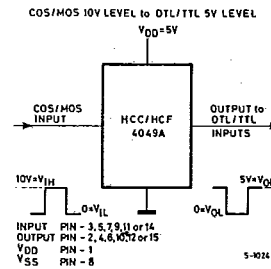 COS/MOS 10V LEVEL to DTL/TTL 5V LEVEL
VDD=5V
COS/MOS
INPUT
HCC/HCF
4049A
OUTPUT to
DTL/TTL
INPUTS
10V=VIH
0=VIL
5V=VOH
0=VOL
INPUT PIN - 3,5,7,9,11 or 14
OUTPUT PIN - 2,4,6,10,12 or 15
VDD PIN - 1
VSS PIN - 8
5-1024